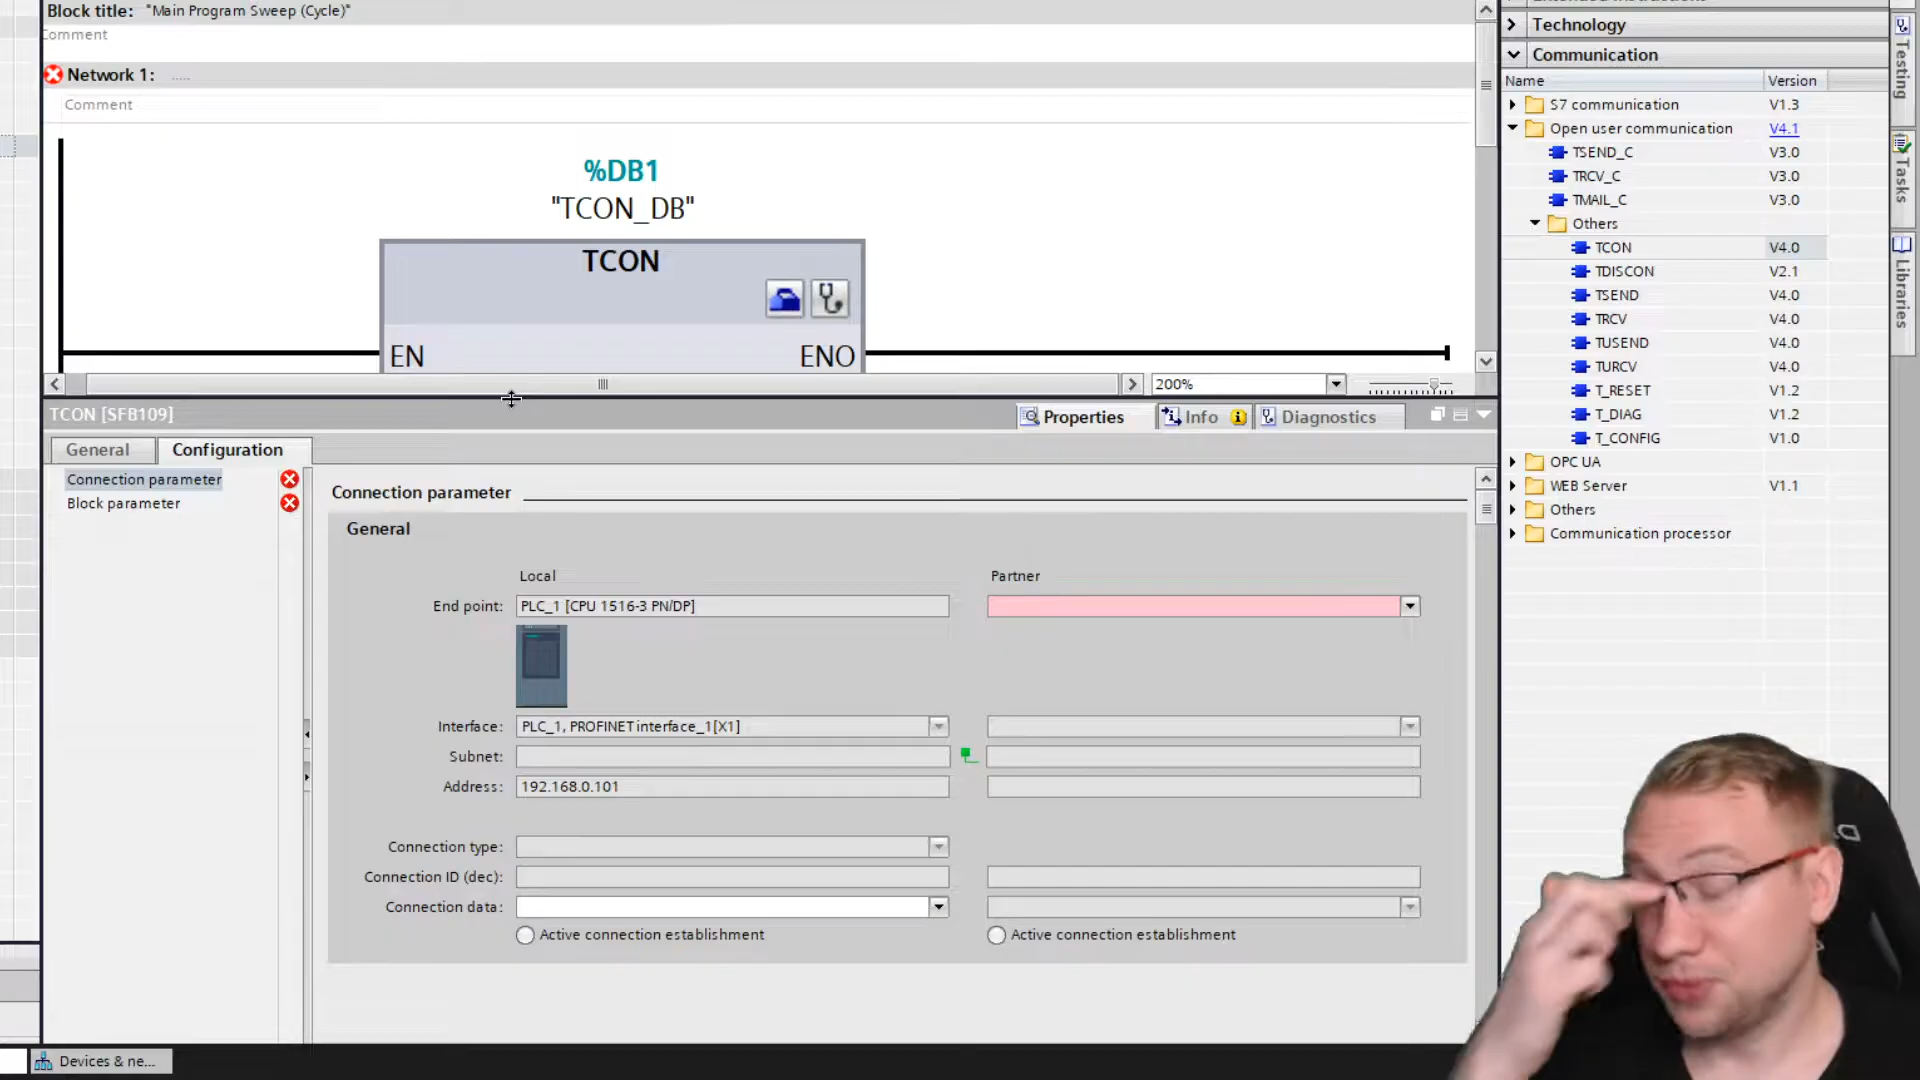 Block title: "Main Program Sweep (Cycle)"
Comment
Network 1: .....
Comment
%DB1
"TCON_DB"
TCON
EN ENO
200%
TCON [SFB109]
Properties Info Diagnostics
General Configuration
Connection parameter
Block parameter
Connection parameter
General
Local Partner
End point: PLC_1 [CPU 1516-3 PN/DP]
Interface: PLC_1, PROFINET interface_1[X1]
Subnet:
Address: 192.168.0.101
Connection type:
Connection ID (dec):
Connection data:
Active connection establishment Active connection establishment
Devices & ne...
Extended instructions
Technology
Communication
Name Version
S7 communication V1.3
Open user communication V4.1
TSEND_C V3.0
TRCV_C V3.0
TMAIL_C V3.0
Others
TCON V4.0
TDISCON V2.1
TSEND V4.0
TRCV V4.0
TUSEND V4.0
TURCV V4.0
T_RESET V1.2
T_DIAG V1.2
T_CONFIG V1.0
OPC UA
WEB Server V1.1
Others
Communication processor
Testing
Tasks
Libraries